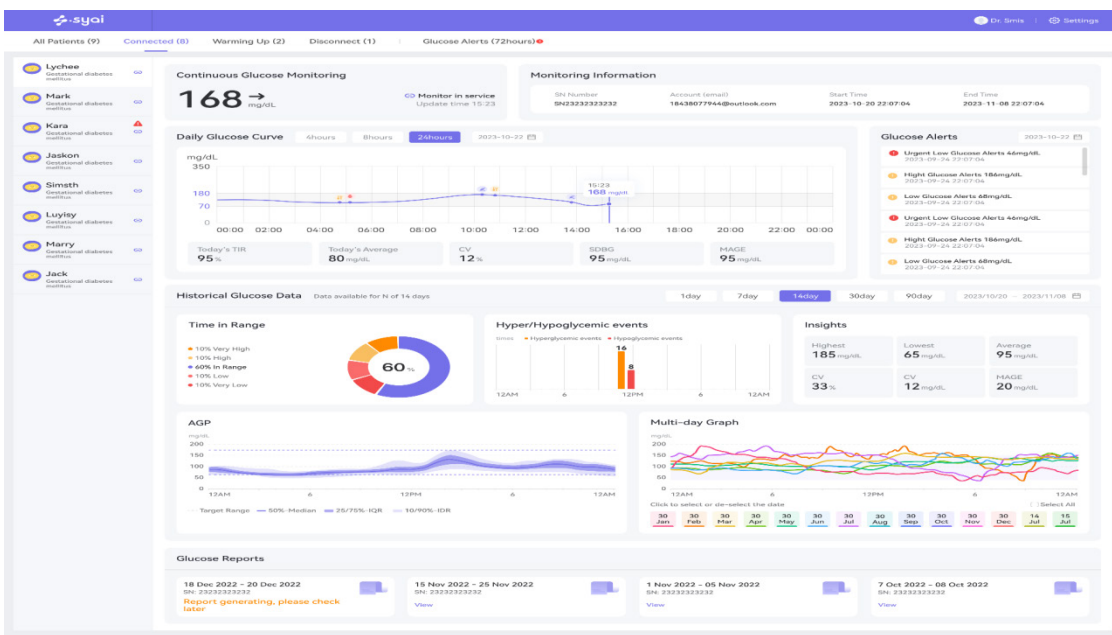 syai
Dr. Smis
Settings
All Patients (9)
Connected (8)
Warming Up (2)
Disconnect (1)
Glucose Alerts (72hours)
Lychee
Gestational diabetes
mellitus
Mark
Gestational diabetes
mellitus
Kara
Gestational diabetes
mellitus
Jaskon
Gestational diabetes
mellitus
Simsth
Gestational diabetes
mellitus
Luyisy
Gestational diabetes
mellitus
Marry
Gestational diabetes
mellitus
Jack
Gestational diabetes
mellitus
Continuous Glucose Monitoring
168 → mg/dL
Monitor in service
Update time 15:23
Monitoring Information
SN Number
SN23232323232
Account (email)
18438077944@outlook.com
Start Time
2023-10-20 22:07:04
End Time
2023-11-08 22:07:04
Daily Glucose Curve
6hours
8hours
24hours
2023-10-22
mg/dL
350
180
70
0
15:23
168 mg/dL
00:00 02:00 04:00 06:00 08:00 10:00 12:00 14:00 16:00 18:00 20:00 22:00 00:00
Today's TIR
95 %
Today's Average
80 mg/dL
CV
12 %
SDBG
95 mg/dL
MAGE
95 mg/dL
Glucose Alerts
2023-10-22
Urgent Low Glucose Alerts 46mg/dL
2023-09-24 22:07:04
Hight Glucose Alerts 186mg/dL
2023-09-24 22:07:04
Low Glucose Alerts 68mg/dL
2023-09-24 22:07:04
Urgent Low Glucose Alerts 46mg/dL
2023-09-24 22:07:04
Hight Glucose Alerts 186mg/dL
2023-09-24 22:07:04
Low Glucose Alerts 68mg/dL
2023-09-24 22:07:04
Historical Glucose Data
Data available for N of 14 days
1day
7day
14day
30day
90day
2023/10/20 – 2023/11/08
Time in Range
10% Very High
10% High
60% In Range
10% Low
10% Very Low
60 %
Hyper/Hypoglycemic events
times
Hyperglycemic events
Hypoglycemic events
16
8
12AM 6 12PM 6 12AM
Insights
Highest
185 mg/dL
Lowest
65 mg/dL
Average
95 mg/dL
CV
33 %
CV
12 mg/dL
MAGE
20 mg/dL
AGP
mg/dL
200
150
100
50
0
12AM 6 12PM 6 12AM
Target Range
50%-Median
25/75%-IQR
10/90%-IDR
Multi-day Graph
mg/dL
200
150
100
50
0
12AM 6 12PM 6 12AM
Click to select or de-select the date
Select All
30 30 30 30 30 30 30 30 30 30 30 30 14 15
Jan Feb Mar Apr May Jun Jul Aug Sep Oct Nov Dec Jul Jul
Glucose Reports
18 Dec 2022 - 20 Dec 2022
SN: 23232323232
Report generating, please check
later
15 Nov 2022 - 25 Nov 2022
SN: 23232323232
View
1 Nov 2022 - 05 Nov 2022
SN: 23232323232
View
7 Oct 2022 - 08 Oct 2022
SN: 23232323232
View